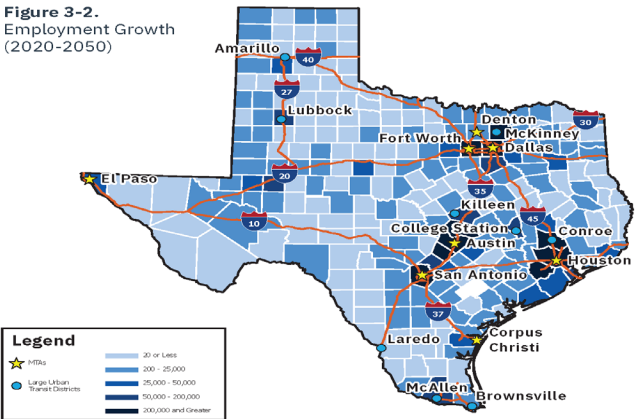 Figure 3-2.
Employment Growth
(2020-2050)
Amarillo
40
27
Lubbock
Denton
30
McKinney
Fort Worth
Dallas
20
El Paso
35
Killeen
45
10
College Station
Conroe
Austin
Houston
San Antonio
37
Laredo
Corpus
Christi
McAllen
Brownsville
Legend
MTAs
Large Urban
Transit Districts
20 or Less
200 - 25,000
25,000 - 50,000
50,000 - 200,000
200,000 and Greater